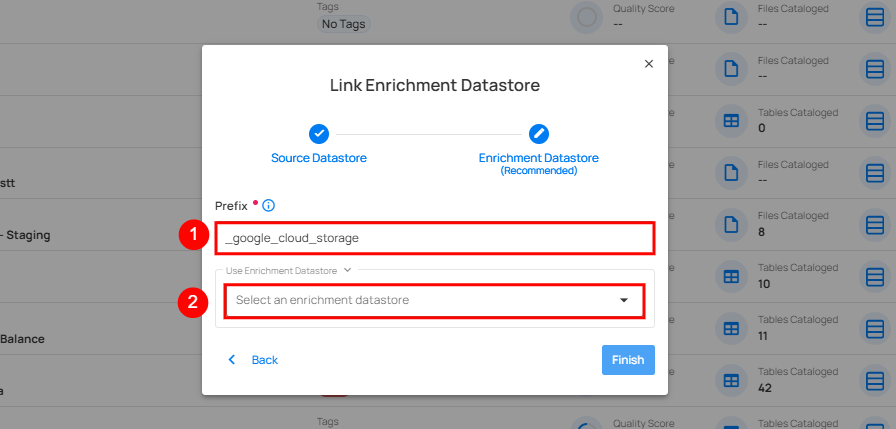 Tags
No Tags
Quality Score
--
Files Cataloged
--
Files Cataloged
--
Tables Cataloged
0
Files Cataloged
--
stt
Files Cataloged
8
- Staging
Tables Cataloged
10
Tables Cataloged
11
Balance
Tables Cataloged
42
a
Tags
Quality Score
Files Cataloged
Link Enrichment Datastore
Source Datastore
Enrichment Datastore
(Recommended)
Prefix
1
_google_cloud_storage
Use Enrichment Datastore
2
Select an enrichment datastore
Back
Finish